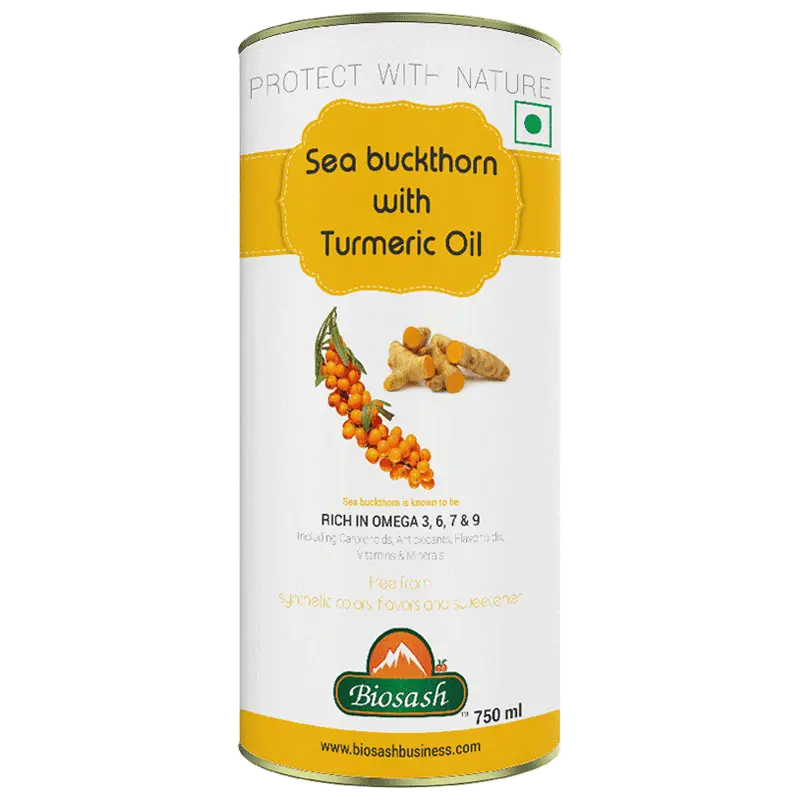 PROTECT WITH NATURE
Sea buckthorn
with
Turmeric Oil
Sea buckthorn is known to be
RICH IN OMEGA 3, 6, 7 & 9
Including Carotenoids, Antioxidants, Flavonoids,
Vitamins & Minerals
Free from
synthetic colors, flavors and sweetener
Biosash
TM
750 ml
www.biosashbusiness.com